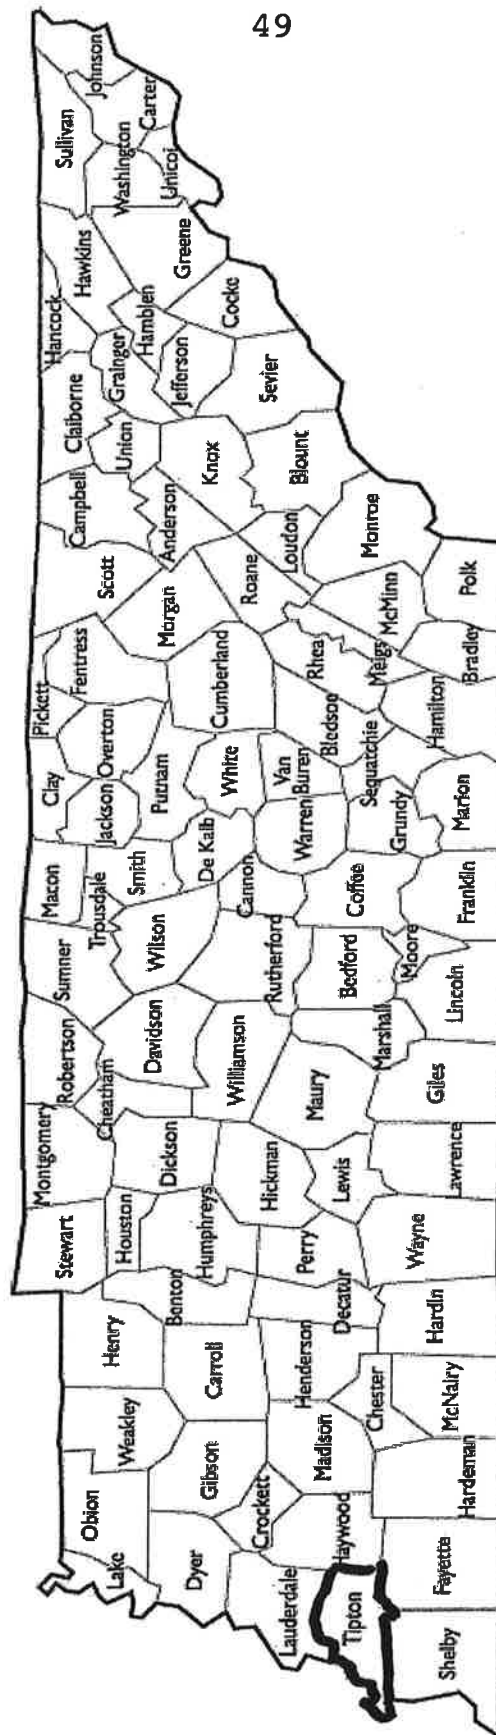 49
Johnson
Sullivan
Carter
Washington
Unicoi
Hawkins
Greene
Hancock
Hamblen
Cocke
Grainger
Jefferson
Claiborne
Sevier
Union
Knox
Campbell
Blount
Anderson
Scott
Loudon
Monroe
Roane
Morgan
McMinn
Polk
Fentress
Rhea
Meigs
Cumberland
Bradley
Pickett
Bledsoe
Hamilton
Overton
Clay
Putnam
White
Van
Buren
Sequatchie
Jackson
Marion
De Kalb
Warren
Grundy
Smith
Macon
Cannon
Coffee
Trousdale
Franklin
Wilson
Sumner
Rutherford
Bedford
Moore
Lincoln
Davidson
Robertson
Marshall
Williamson
Cheatham
Maury
Giles
Montgomery
Dickson
Hickman
Lewis
Lawrence
Houston
Stewart
Humphreys
Perry
Wayne
Benton
Decatur
Henry
Hardin
Carroll
Henderson
Chester
McNairy
Weakley
Gibson
Madison
Hardeman
Obion
Crockett
Haywood
Lake
Dyer
Fayette
Lauderdale
Tipton
Shelby